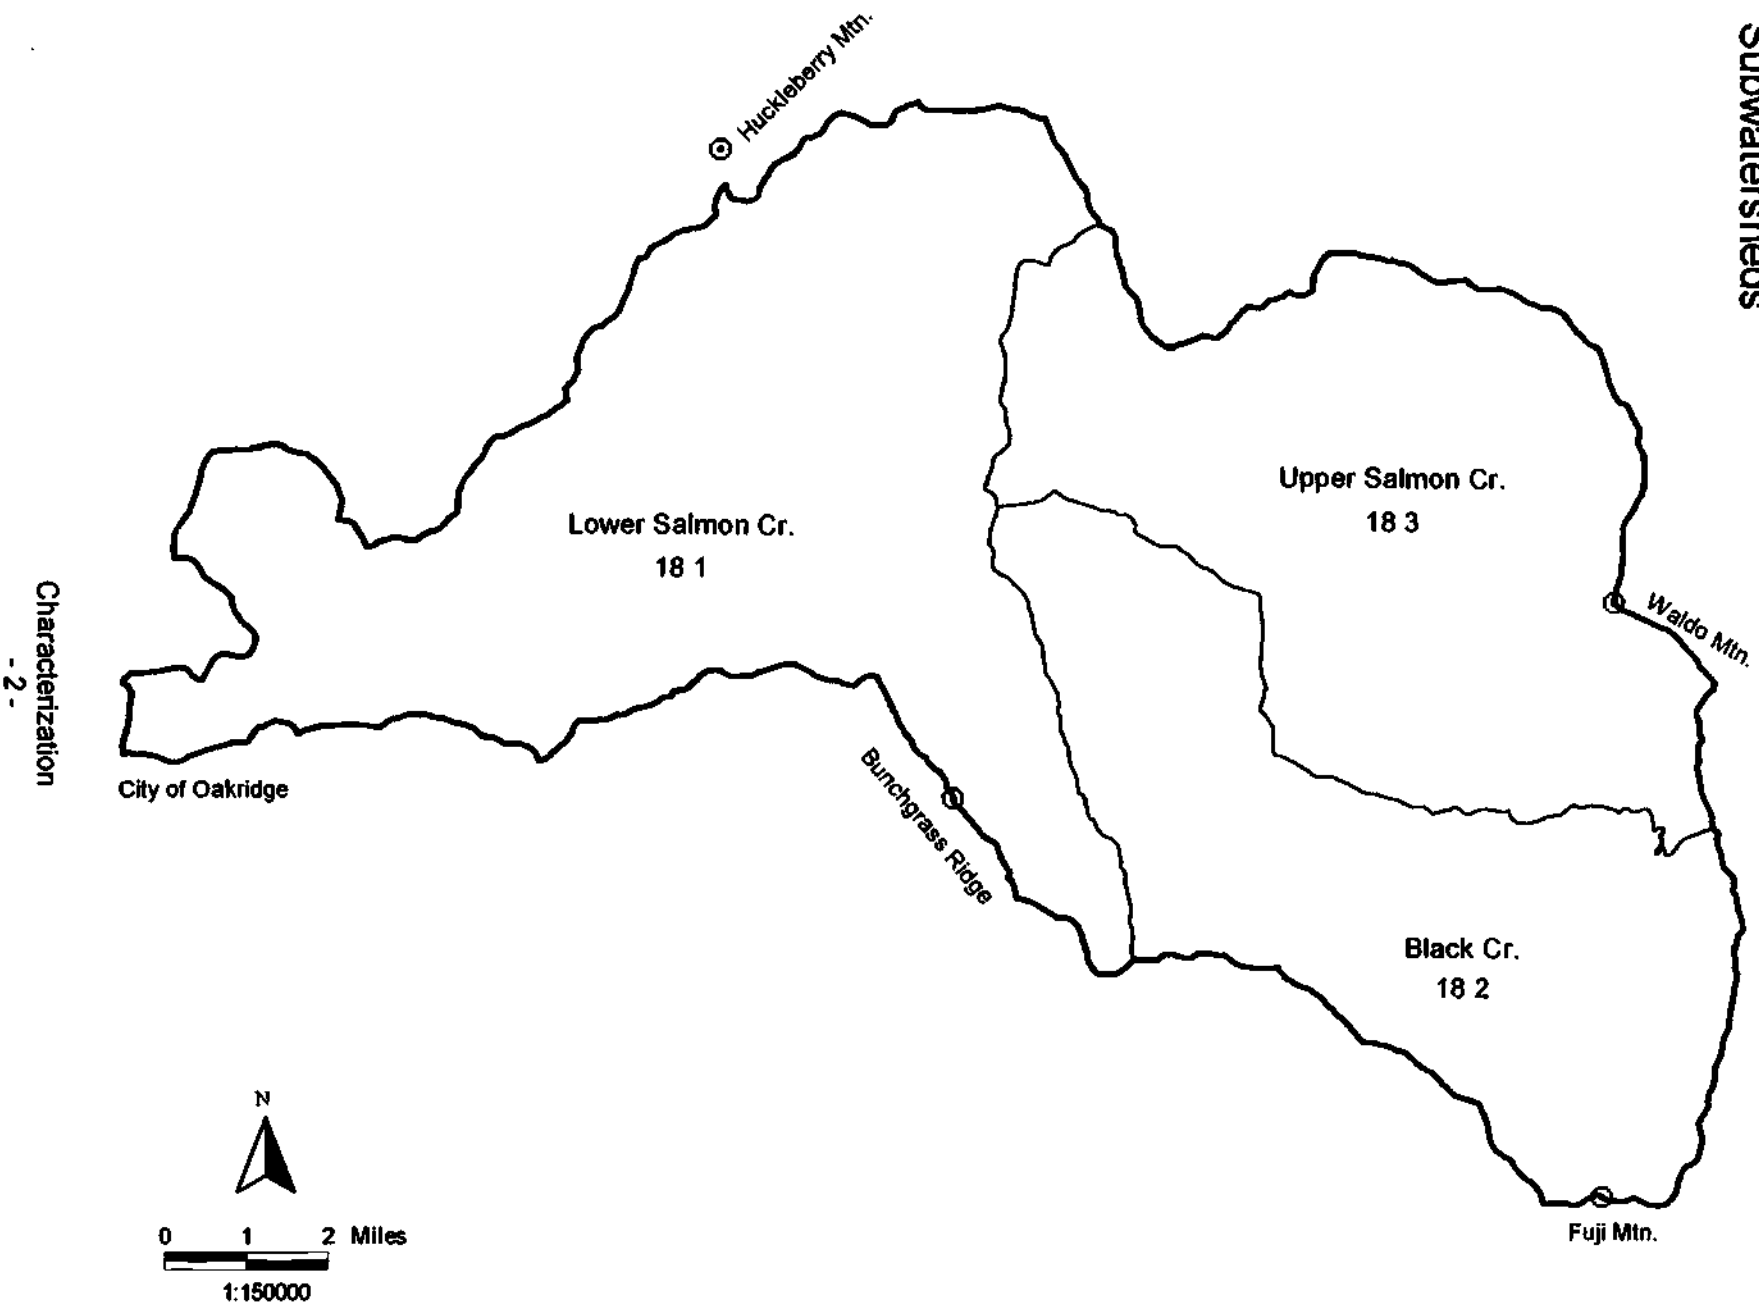 Subwatersheds
Huckleberry Mtn.
Upper Salmon Cr.
18 3
Lower Salmon Cr.
18 1
Waldo Mtn.
City of Oakridge
Bunchgrass Ridge
Black Cr.
18 2
Fuji Mtn.
N
0 1 2 Miles
1:150000
Characterization
- 2 -